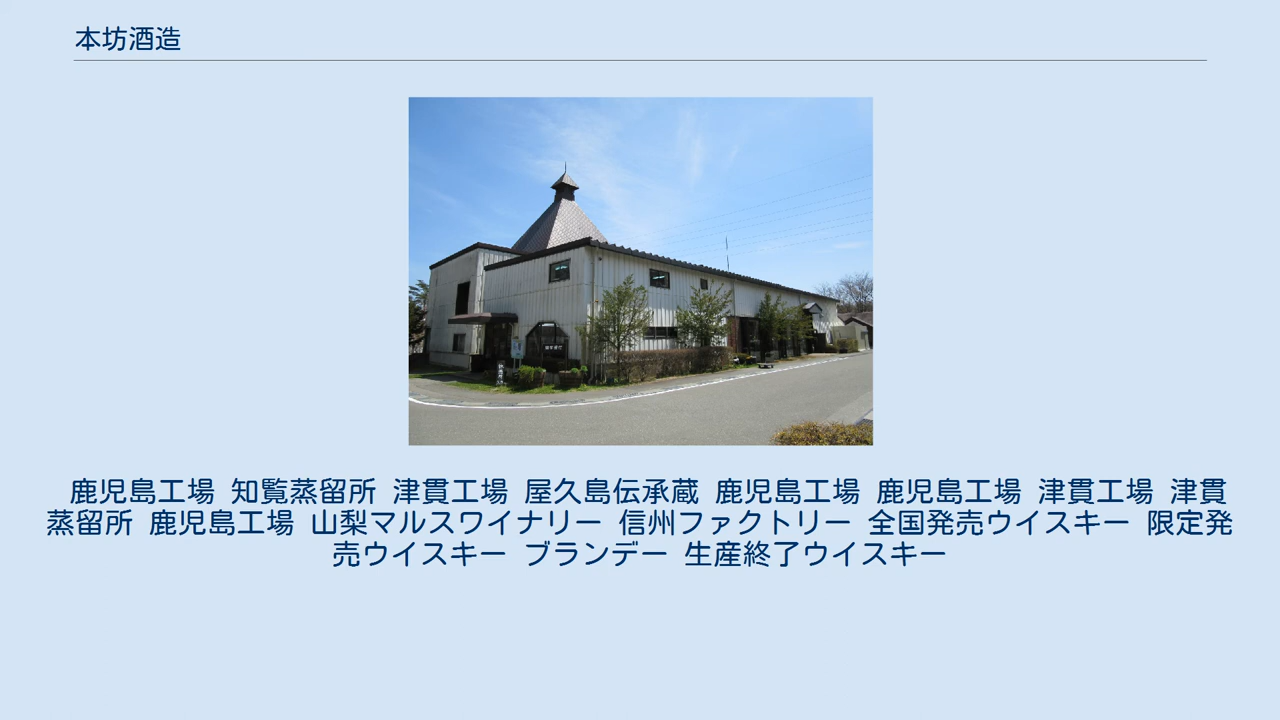 本坊酒造
鹿児島工場 知覧蒸留所 津貫工場 屋久島伝承蔵 鹿児島工場 鹿児島工場 津貫工場 津貫
蒸留所 鹿児島工場 山梨マルスワイナリー 信州ファクトリー 全国発売ウイスキー 限定発
売ウイスキー ブランデー 生産終了ウイスキー